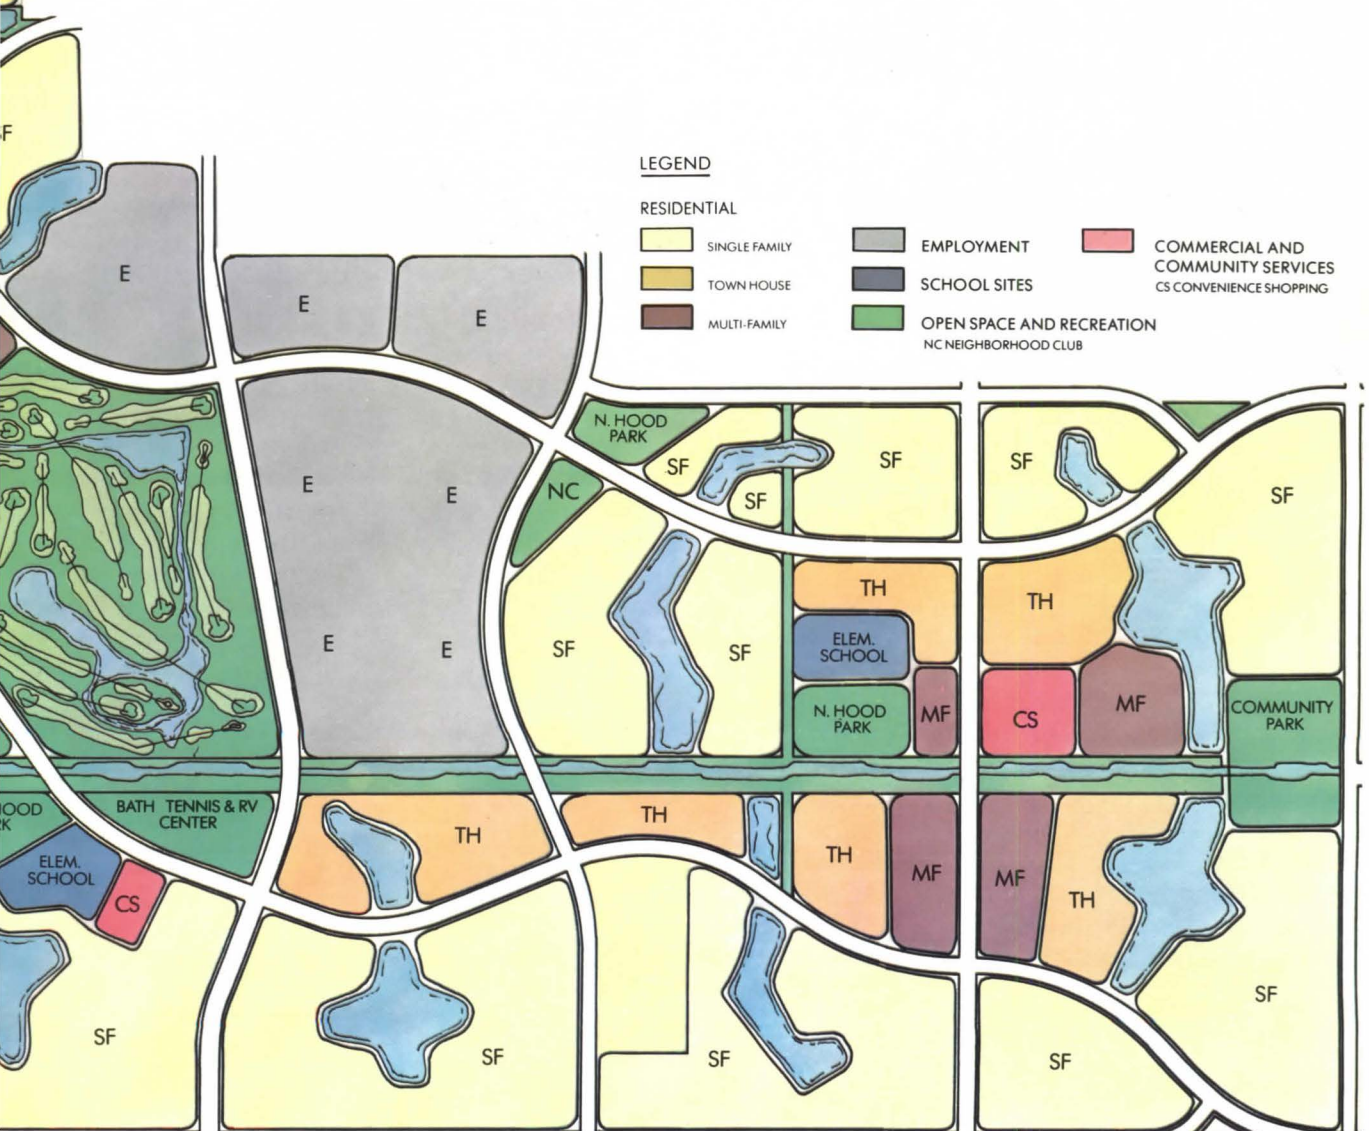 SF
LEGEND
RESIDENTIAL
SINGLE FAMILY
TOWN HOUSE
MULTI-FAMILY
EMPLOYMENT
SCHOOL SITES
OPEN SPACE AND RECREATION
NC NEIGHBORHOOD CLUB
COMMERCIAL AND
COMMUNITY SERVICES
CS CONVENIENCE SHOPPING
E
E
E
N. HOOD
PARK
SF
SF
SF
SF
SF
NC
E
E
TH
TH
ELEM.
SCHOOL
SF
SF
E
E
N. HOOD
PARK
MF
CS
MF
COMMUNITY
PARK
BATH TENNIS & RV
CENTER
TH
TH
TH
MF
MF
TH
ELEM.
SCHOOL
CS
SF
SF
SF
SF
SF